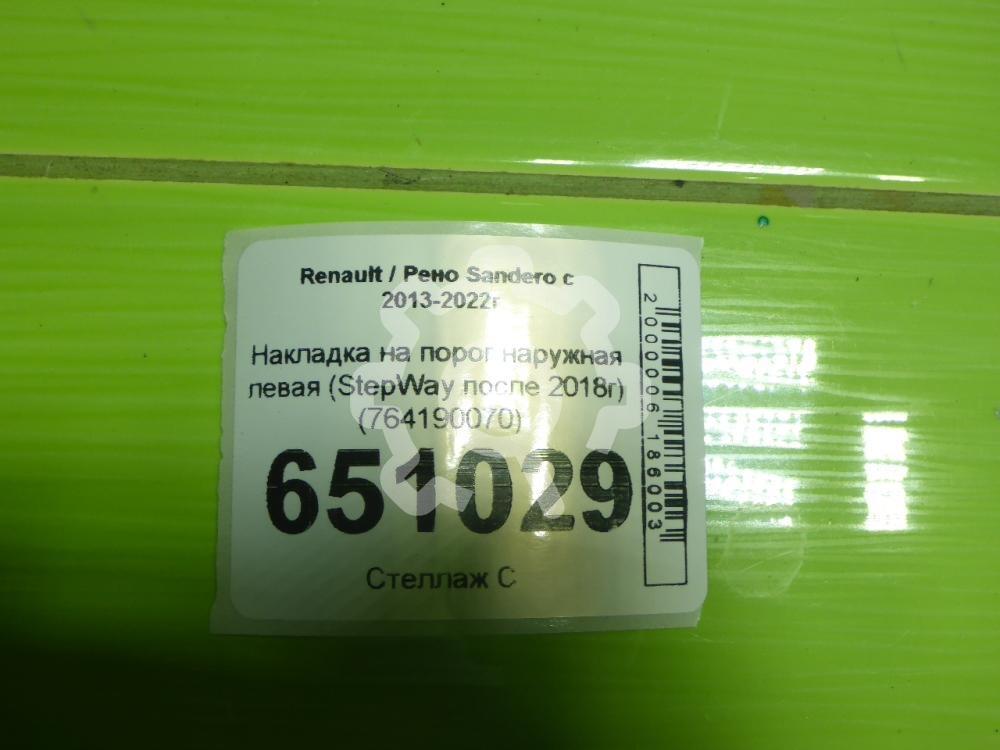 Renault / Рено Sandero с
2013-2022г
Накладка на порог наружная
левая (StepWay после 2018г)
(764190070)
651029
Стеллаж С
2000006186003